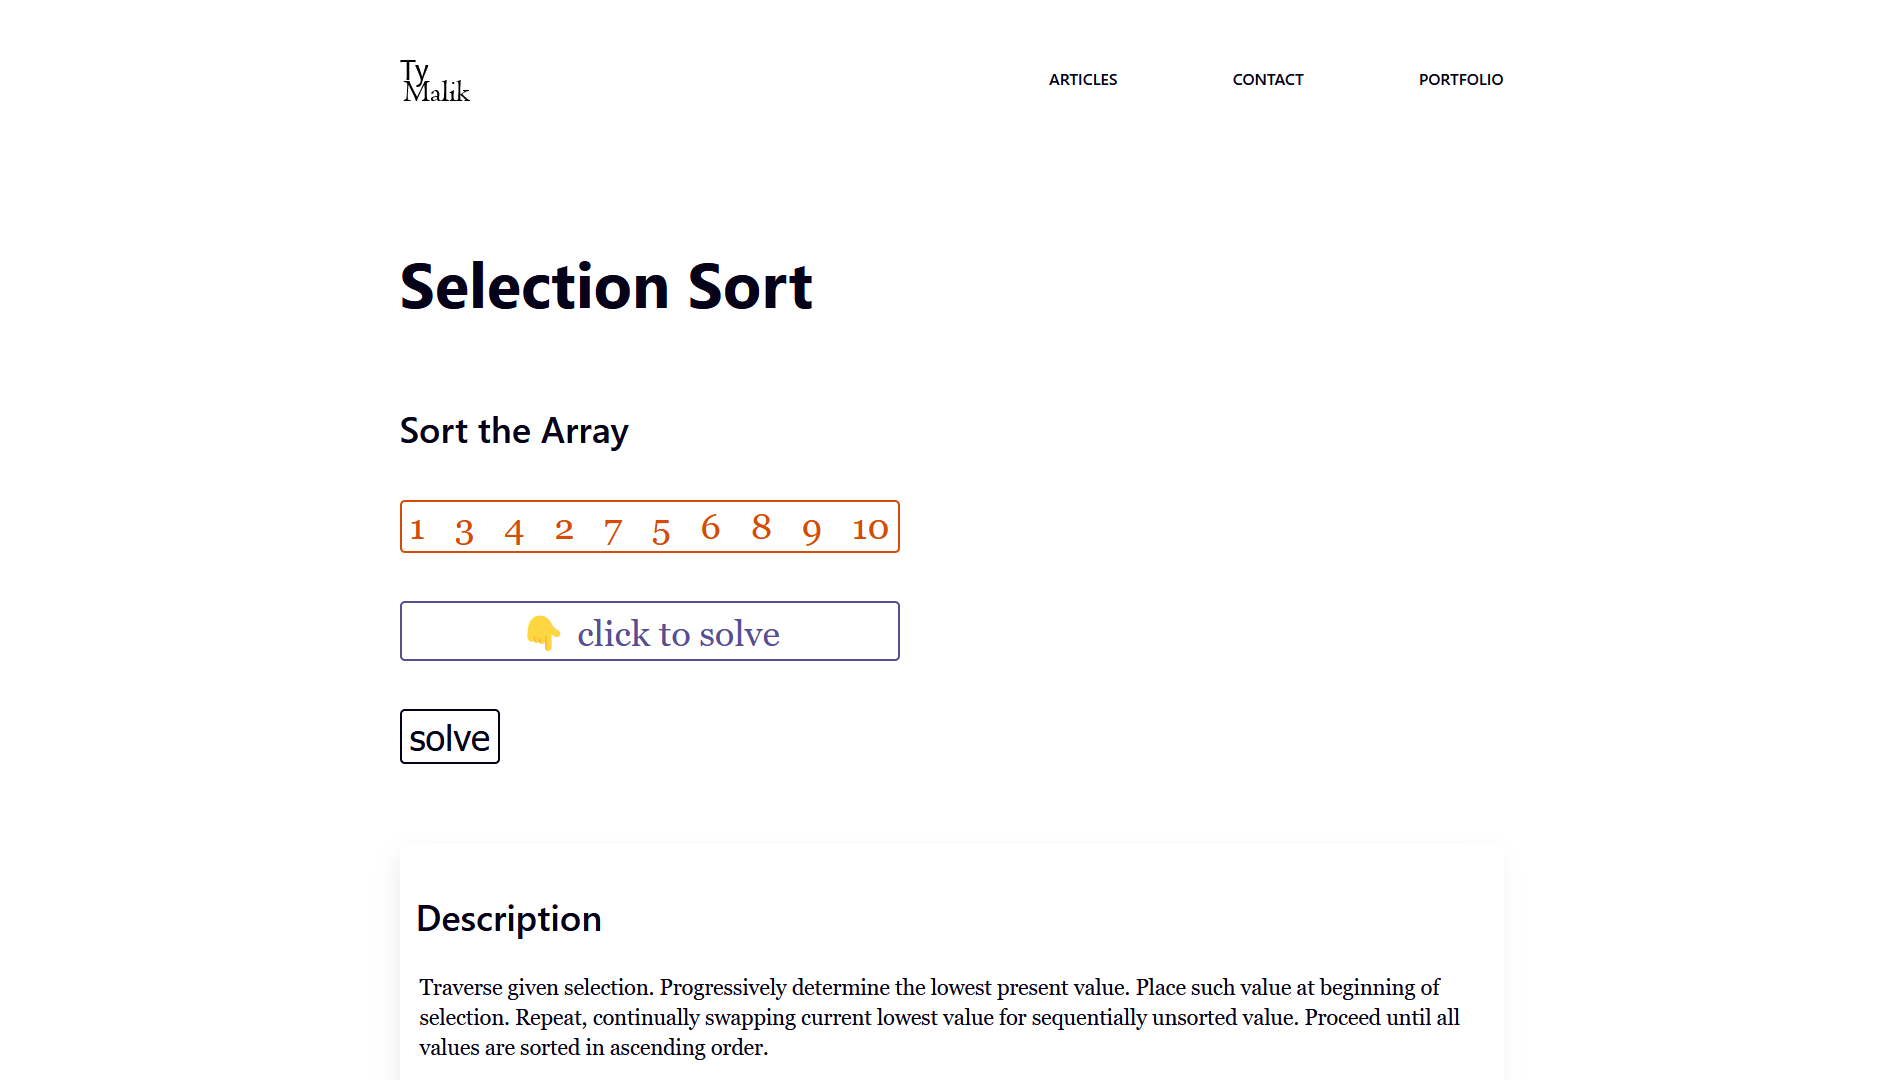 Ty
Malik
ARTICLES CONTACT PORTFOLIO
Selection Sort
Sort the Array
1 3 4 2 7 5 6 8 9 10
👇 click to solve
solve
Description
Traverse given selection. Progressively determine the lowest present value. Place such value at beginning of
selection. Repeat, continually swapping current lowest value for sequentially unsorted value. Proceed until all
values are sorted in ascending order.